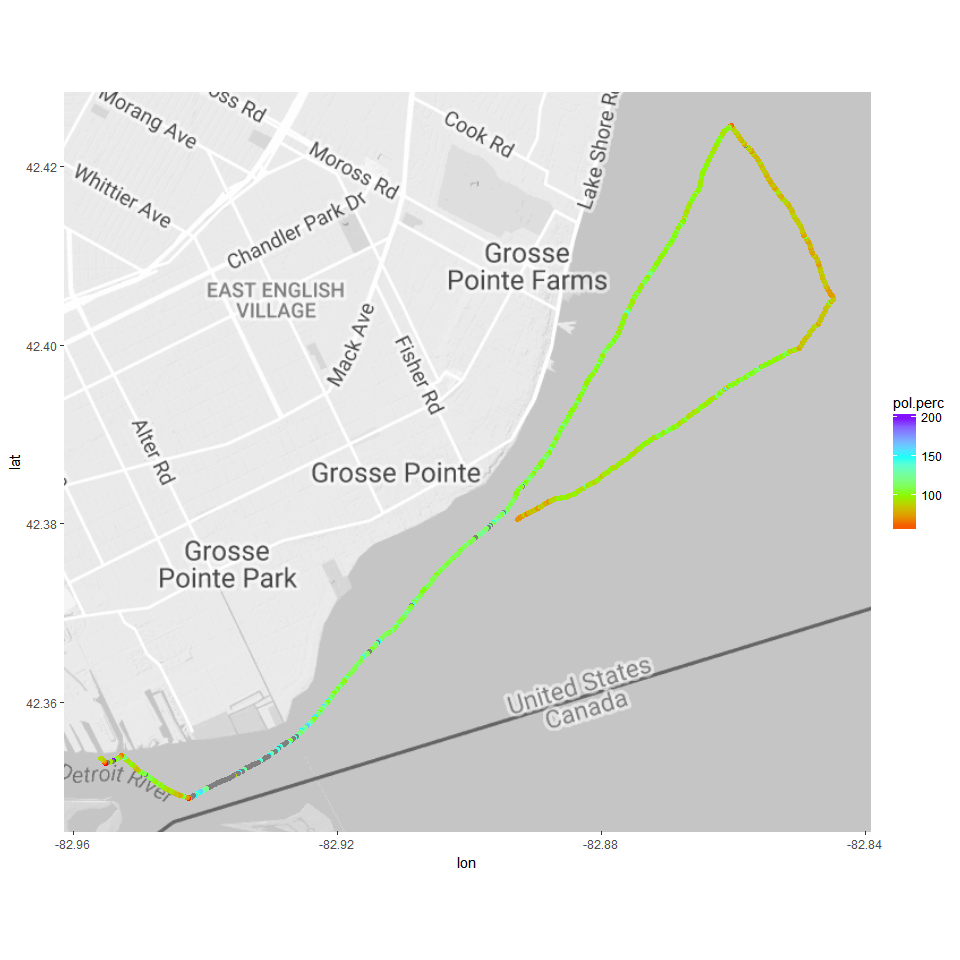 Morang Ave
oss Rd
Cook Rd
Lake Shore R
Whittier Ave
Moross Rd
Chandler Park Dr
Grosse
Pointe Farms
EAST ENGLISH
VILLAGE
Mack Ave
Fisher Rd
Alter Rd
Grosse Pointe
Grosse
Pointe Park
United States
Canada
Detroit River
42.42
42.40
42.38
42.36
lat
-82.96
-82.92
-82.88
-82.84
lon
pol.perc
200
150
100